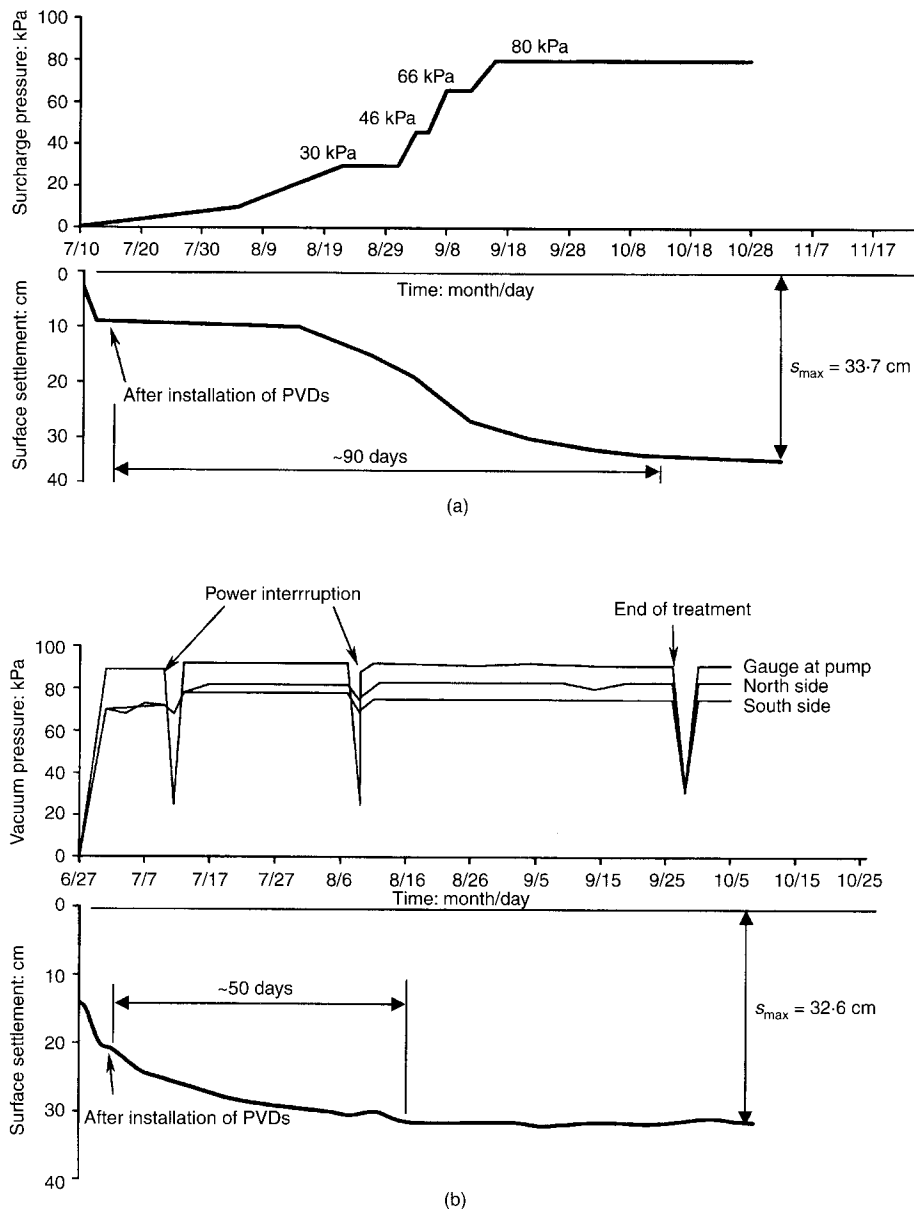 Surcharge pressure: kPa
100
80
60
40
20
0
30 kPa
46 kPa
66 kPa
80 kPa
7/10 7/20 7/30 8/9 8/19 8/29 9/8 9/18 9/28 10/8 10/18 10/28 11/7 11/17
Time: month/day
Surface settlement: cm
0
10
20
30
40
After installation of PVDs
~90 days
smax = 33·7 cm
(a)
Power interrruption
End of treatment
Vacuum pressure: kPa
100
80
60
40
20
0
Gauge at pump
North side
South side
6/27 7/7 7/17 7/27 8/6 8/16 8/26 9/5 9/15 9/25 10/5 10/15 10/25
Time: month/day
Surface settlement: cm
0
10
20
30
40
~50 days
After installation of PVDs
smax = 32·6 cm
(b)